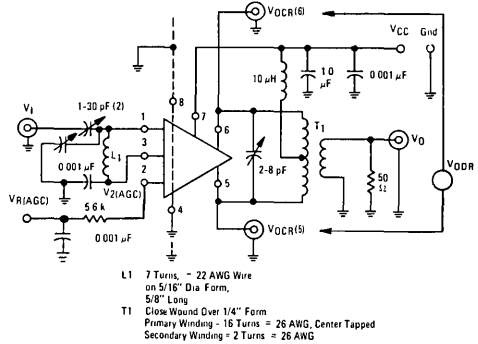 VOCR(6)
VCC Gnd
10 µH
1 0 µF
0 001 µF
1-30 pF (2)
VI
1
8
7
3
6
T1
VO
L1
0 001 µF
2
2-8 pF
VODR
V2(AGC)
5
50 Ω
VR(AGC)
5 6 k
4
VOCR(5)
0 001 µF
L1 7 Turns, = 22 AWG Wire
on 5/16" Dia Form,
5/8" Long
T1 Close Wound Over 1/4" Form
Primary Winding - 16 Turns = 26 AWG, Center Tapped
Secondary Winding = 2 Turns = 26 AWG